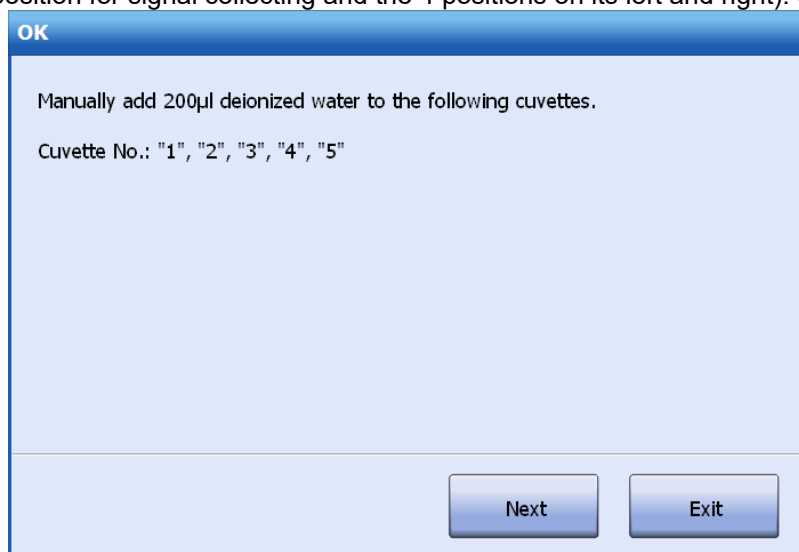 position for signal collecting and the 4 positions on its left and right).
OK
Manually add 200µl deionized water to the following cuvettes.
Cuvette No.: "1", "2", "3", "4", "5"
Next
Exit